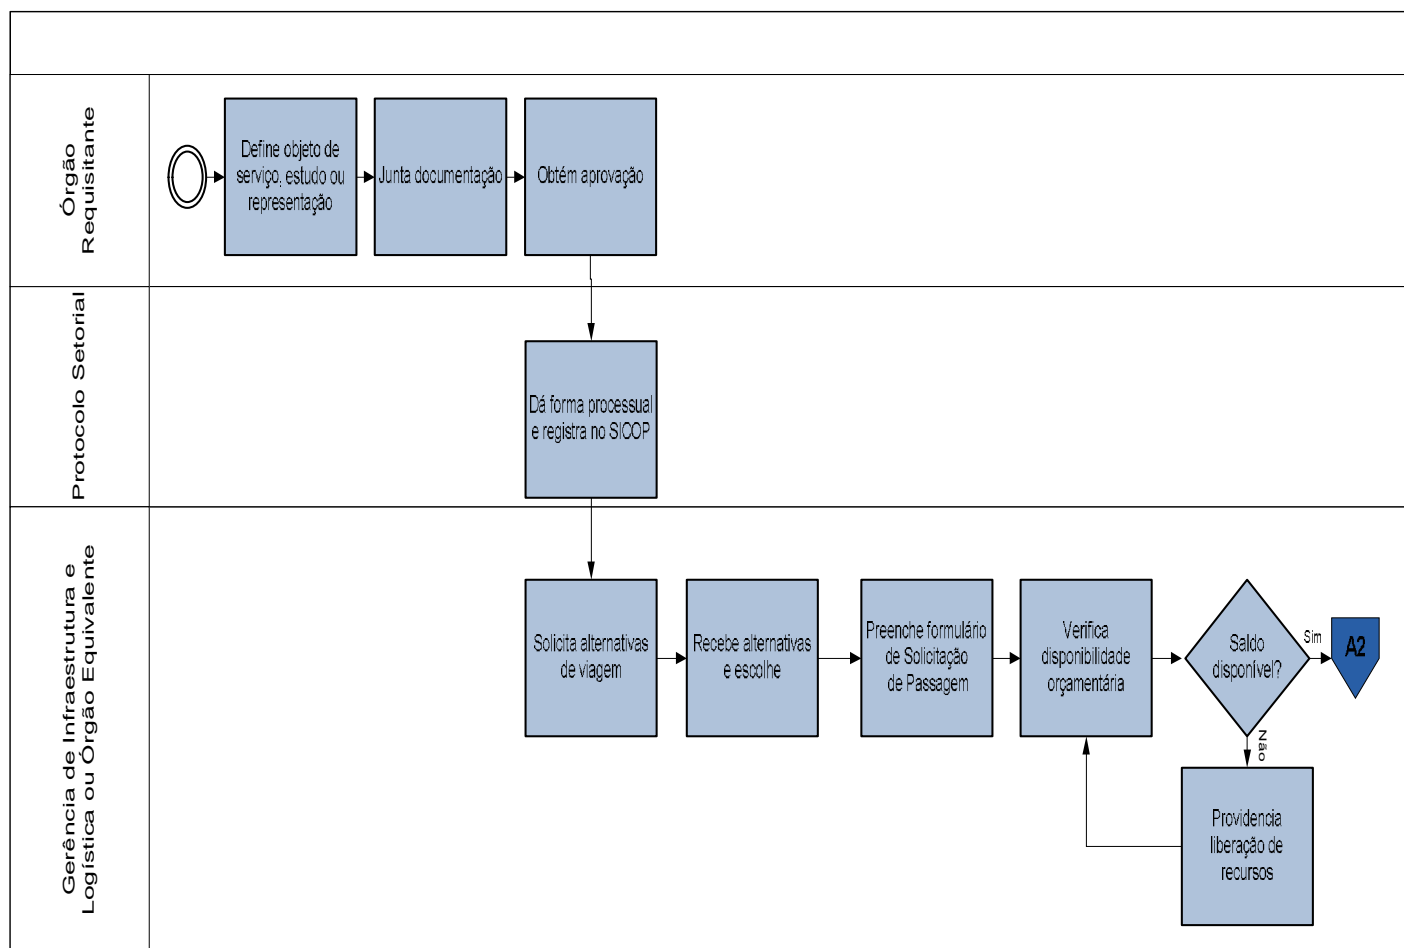 Órgão
Requisitante
Define objeto de
serviço, estudo ou
representação
Junta documentação
Obtém aprovação
Protocolo Setorial
Dá forma processual
e registra no SICOP
Gerência de Infraestrutura e
Logística ou Órgão Equivalente
Solicita alternativas
de viagem
Recebe alternativas
e escolhe
Preenche formulário
de Solicitação
de Passagem
Verifica
disponibilidade
orçamentária
Saldo
disponível?
Sim
A2
Não
Providencia
liberação de
recursos